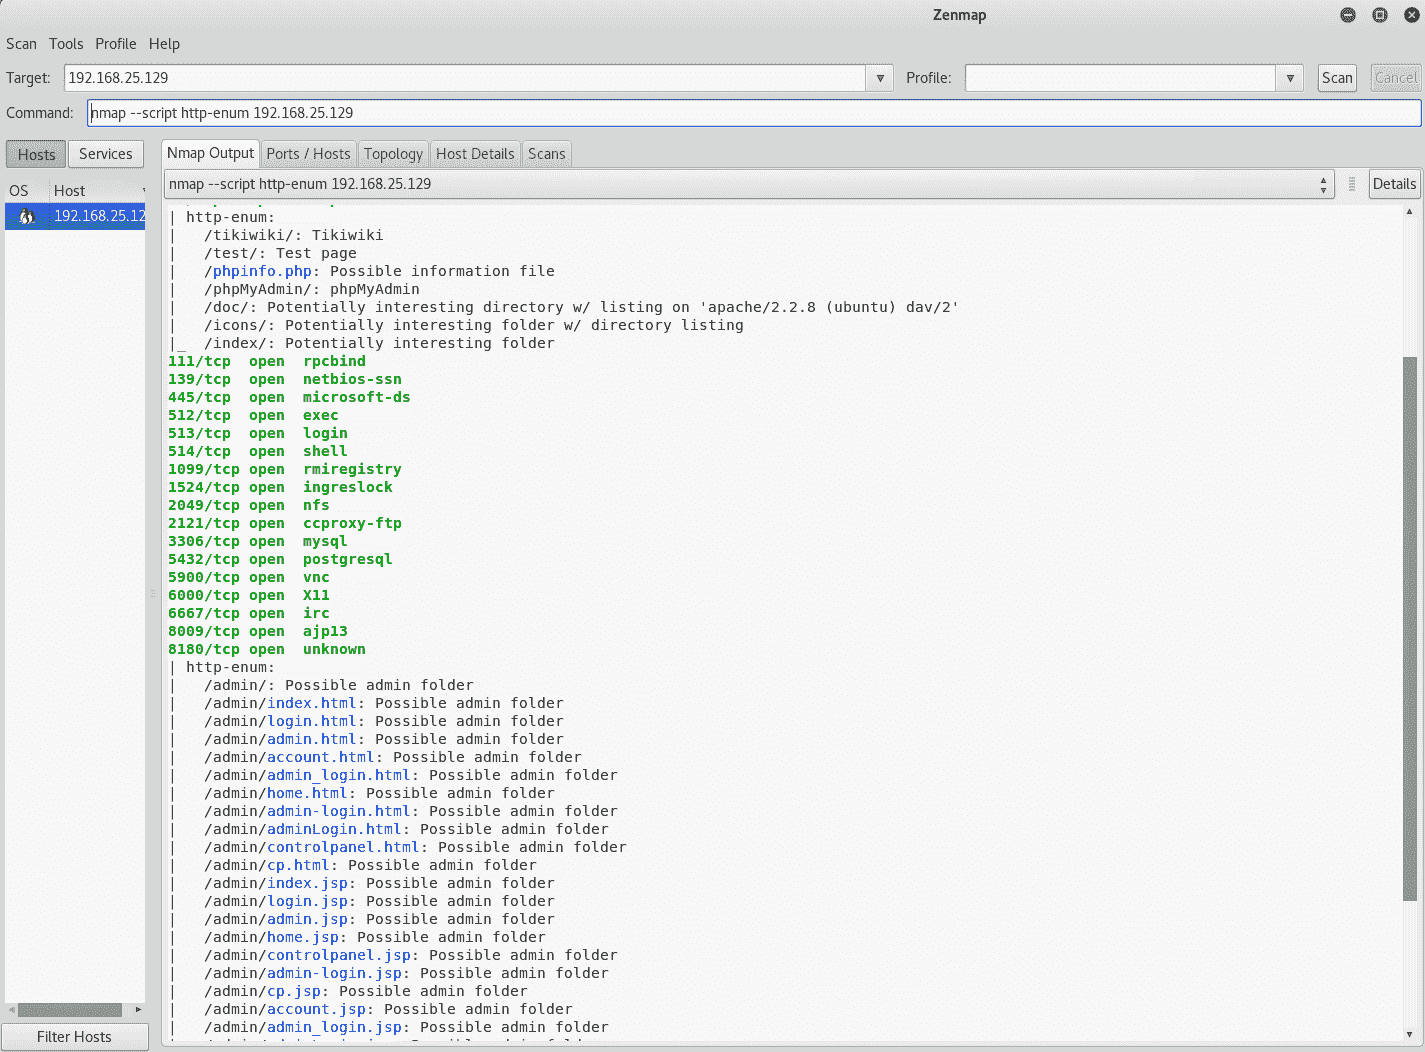 Zenmap
Scan Tools Profile Help
Target: 192.168.25.129 Profile: Scan Cancel
Command: nmap --script http-enum 192.168.25.129
Hosts Services Nmap Output Ports / Hosts Topology Host Details Scans
nmap --script http-enum 192.168.25.129 Details
OS Host
192.168.25.12
| http-enum:
|   /tikiwiki/: Tikiwiki
|   /test/: Test page
|   /phpinfo.php: Possible information file
|   /phpMyAdmin/: phpMyAdmin
|   /doc/: Potentially interesting directory w/ listing on 'apache/2.2.8 (ubuntu) dav/2'
|   /icons/: Potentially interesting folder w/ directory listing
|_  /index/: Potentially interesting folder
111/tcp  open  rpcbind
139/tcp  open  netbios-ssn
445/tcp  open  microsoft-ds
512/tcp  open  exec
513/tcp  open  login
514/tcp  open  shell
1099/tcp open  rmiregistry
1524/tcp open  ingreslock
2049/tcp open  nfs
2121/tcp open  ccproxy-ftp
3306/tcp open  mysql
5432/tcp open  postgresql
5900/tcp open  vnc
6000/tcp open  X11
6667/tcp open  irc
8009/tcp open  ajp13
8180/tcp open  unknown
| http-enum:
|   /admin/: Possible admin folder
|   /admin/index.html: Possible admin folder
|   /admin/login.html: Possible admin folder
|   /admin/admin.html: Possible admin folder
|   /admin/account.html: Possible admin folder
|   /admin/admin_login.html: Possible admin folder
|   /admin/home.html: Possible admin folder
|   /admin/admin-login.html: Possible admin folder
|   /admin/adminLogin.html: Possible admin folder
|   /admin/controlpanel.html: Possible admin folder
|   /admin/cp.html: Possible admin folder
|   /admin/index.jsp: Possible admin folder
|   /admin/login.jsp: Possible admin folder
|   /admin/admin.jsp: Possible admin folder
|   /admin/home.jsp: Possible admin folder
|   /admin/controlpanel.jsp: Possible admin folder
|   /admin/admin-login.jsp: Possible admin folder
|   /admin/cp.jsp: Possible admin folder
|   /admin/account.jsp: Possible admin folder
|   /admin/admin_login.jsp: Possible admin folder
Filter Hosts